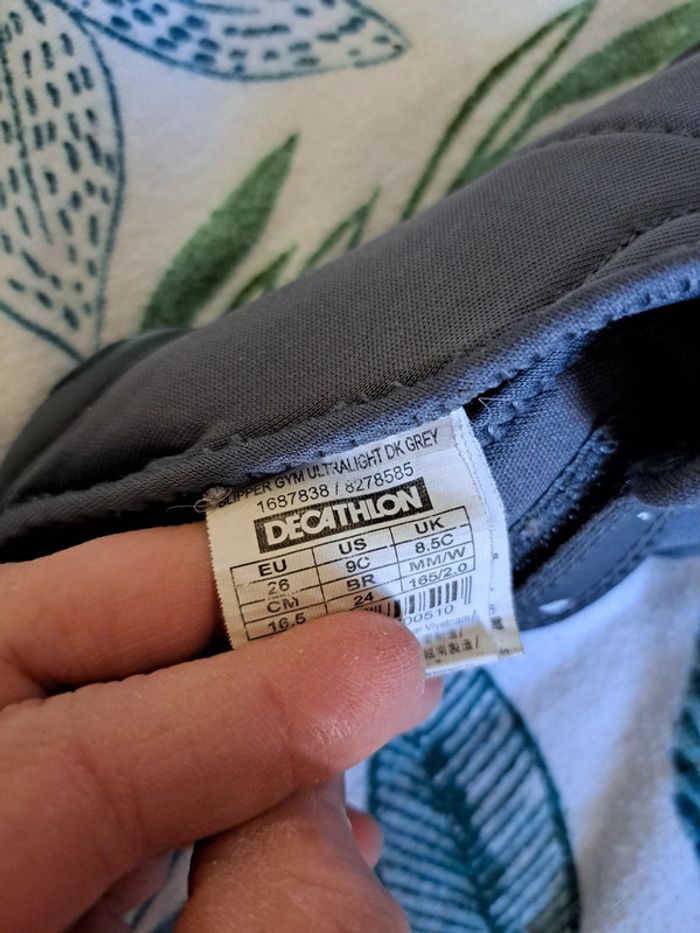 SLIPPER GYM ULTRALIGHT DK GREY
1687838 / 8278585
DECATHLON
EU US UK
26 9C 8.5C
CM BR MM/W
16.5 24 165/2.0
00510